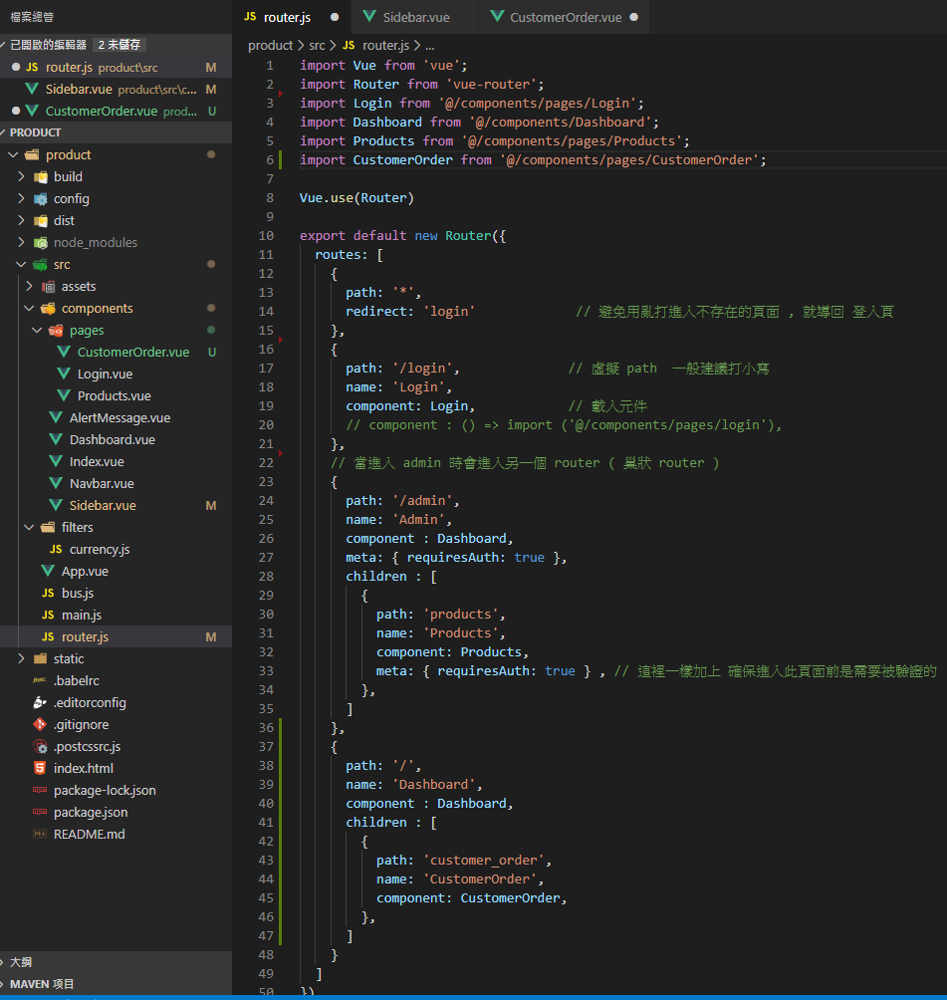 檔案總管
已開啟的編輯器 2 未儲存
JS router.js product\src M
Sidebar.vue product\src\c... M
CustomerOrder.vue prod... U
PRODUCT
product
build
config
dist
node_modules
src
assets
components
pages
CustomerOrder.vue U
Login.vue
Products.vue
AlertMessage.vue
Dashboard.vue
Index.vue
Navbar.vue
Sidebar.vue M
filters
JS currency.js
App.vue
JS bus.js
JS main.js
JS router.js M
static
.babelrc
.editorconfig
.gitignore
.postcssrc.js
index.html
package-lock.json
package.json
README.md
大綱
MAVEN 項目
JS router.js
Sidebar.vue
CustomerOrder.vue
product > src > JS router.js > ...
1 import Vue from 'vue';
2 import Router from 'vue-router';
3 import Login from '@/components/pages/Login';
4 import Dashboard from '@/components/Dashboard';
5 import Products from '@/components/pages/Products';
6 import CustomerOrder from '@/components/pages/CustomerOrder';
7
8 Vue.use(Router)
9
10 export default new Router({
11 routes: [
12 {
13 path: '*',
14 redirect: 'login' // 避免用亂打進入不存在的頁面 , 就導回 登入頁
15 },
16 {
17 path: '/login', // 虛擬 path 一般建議打小寫
18 name: 'Login',
19 component: Login, // 載入元件
20 // component : () => import ('@/components/pages/login'),
21 },
22 // 當進入 admin 時會進入另一個 router ( 巢狀 router )
23 {
24 path: '/admin',
25 name: 'Admin',
26 component : Dashboard,
27 meta: { requiresAuth: true },
28 children : [
29 {
30 path: 'products',
31 name: 'Products',
32 component: Products,
33 meta: { requiresAuth: true } , // 這裡一樣加上 確保進入此頁面前是需要被驗證的
34 },
35 ]
36 },
37 {
38 path: '/',
39 name: 'Dashboard',
40 component : Dashboard,
41 children : [
42 {
43 path: 'customer_order',
44 name: 'CustomerOrder',
45 component: CustomerOrder,
46 },
47 ]
48 }
49 ]
50 })